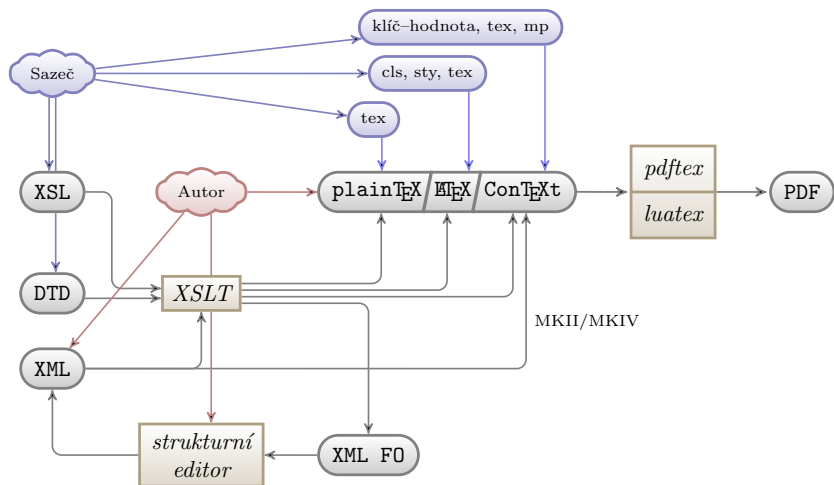 klíč–hodnota, tex, mp
Sazeč
cls, sty, tex
tex
XSL
Autor
plainTEX
LATEX
ConTEXt
pdftex
luatex
PDF
DTD
XSLT
MKII/MKIV
XML
strukturní
editor
XML FO